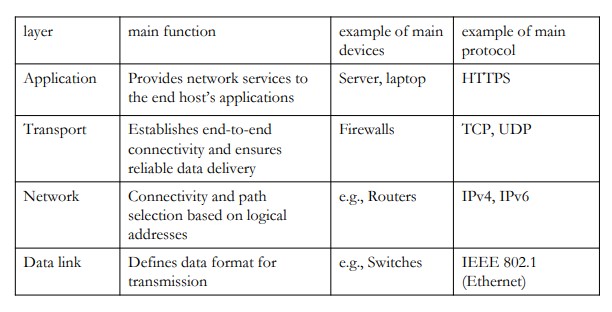 layer main function example of main devices example of main protocol
Application Provides network services to the end host's applications Server, laptop HTTPS
Transport Establishes end-to-end connectivity and ensures reliable data delivery Firewalls TCP, UDP
Network Connectivity and path selection based on logical addresses e.g., Routers IPv4, IPv6
Data link Defines data format for transmission e.g., Switches IEEE 802.1 (Ethernet)